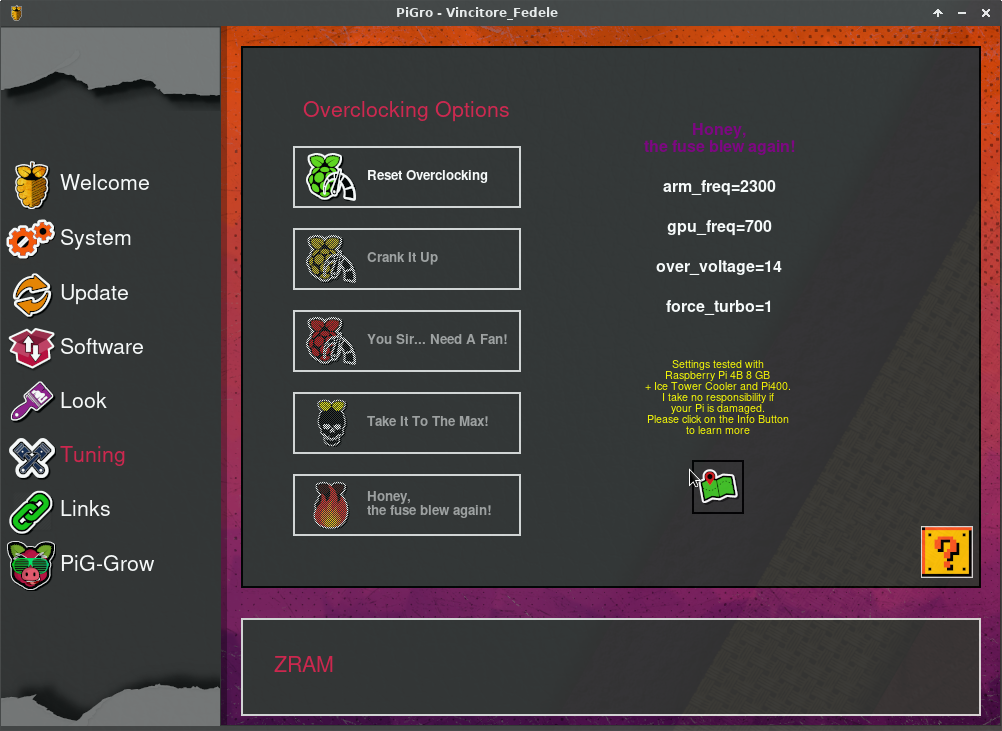 PiGro - Vincitore_Fedele
Welcome
System
Update
Software
Look
Tuning
Links
PiG-Grow
Overclocking Options
Reset Overclocking
Crank It Up
You Sir... Need A Fan!
Take It To The Max!
Honey,
the fuse blew again!
Honey,
the fuse blew again!
arm_freq=2300
gpu_freq=700
over_voltage=14
force_turbo=1
Settings tested with
Raspberry Pi 4B 8 GB
+ Ice Tower Cooler and Pi400.
I take no responsibility if
your Pi is damaged.
Please click on the Info Button
to learn more
?
ZRAM